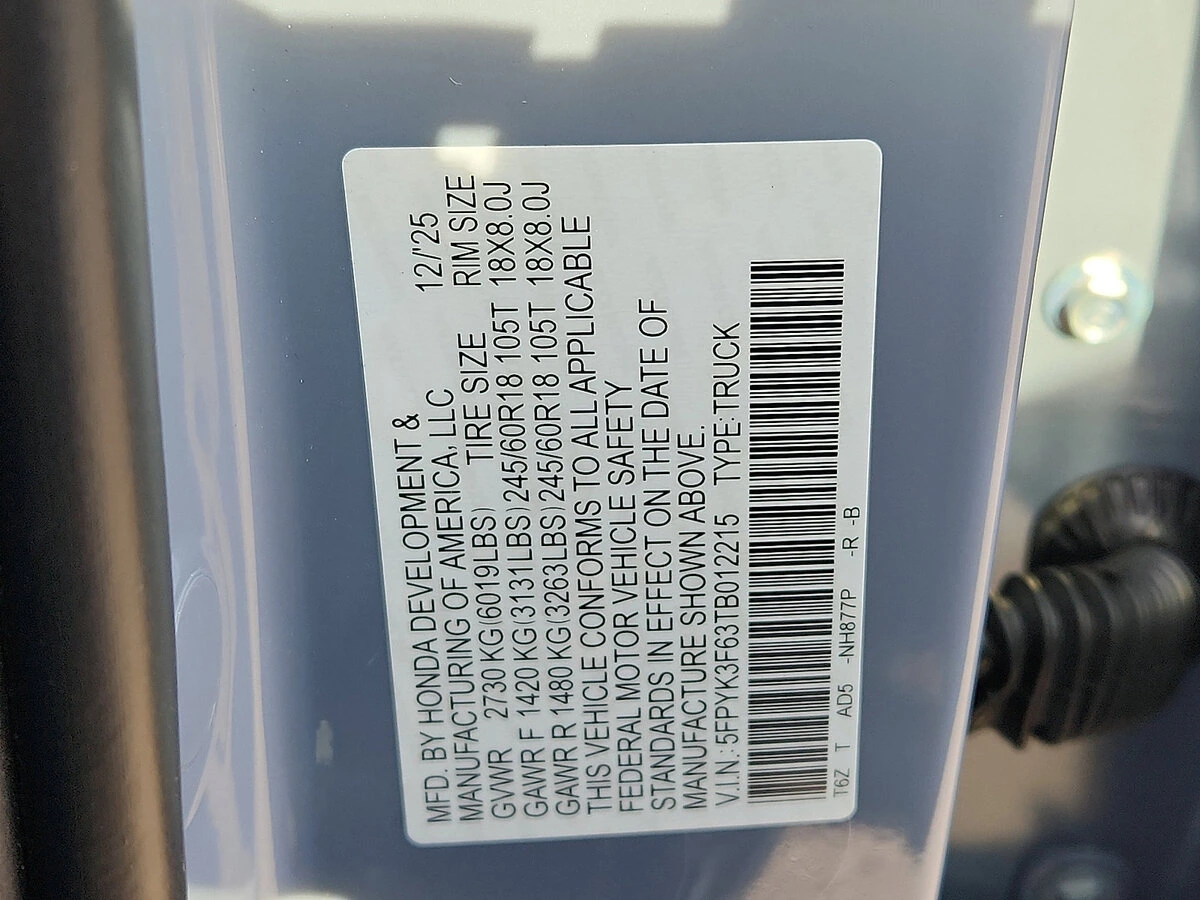 MFD. BY HONDA DEVELOPMENT &
MANUFACTURING OF AMERICA, LLC 12/'25
GVWR 2730 KG(6019LBS) TIRE SIZE RIM SIZE
GAWR F 1420 KG(3131LBS)245/60R18 105T 18X8.0J
GAWR R 1480 KG(3263LBS)245/60R18 105T 18X8.0J
THIS VEHICLE CONFORMS TO ALL APPLICABLE
FEDERAL MOTOR VEHICLE SAFETY
STANDARDS IN EFFECT ON THE DATE OF
MANUFACTURE SHOWN ABOVE.
V.I.N.:5FPYK3F63TB012215 TYPE:TRUCK
T6Z T AD5 -NH877P -R -B